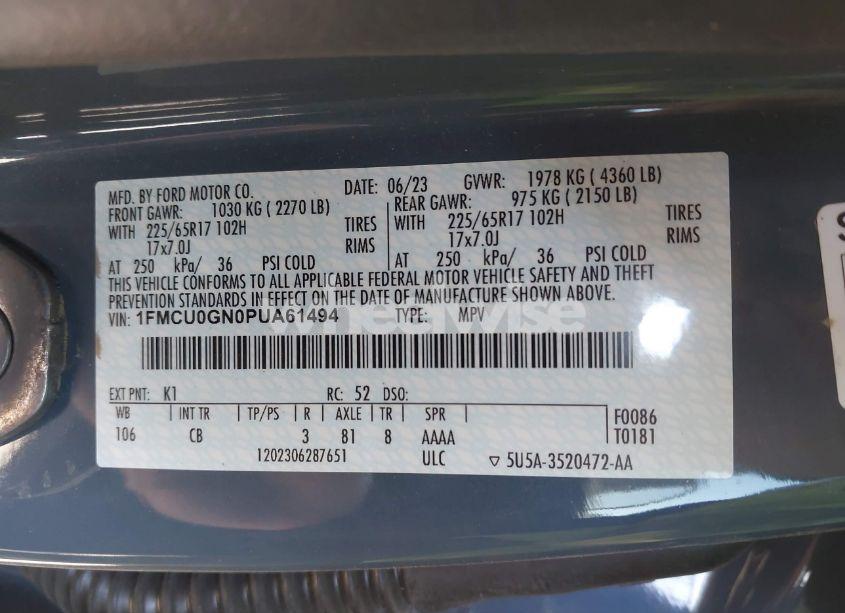 MFD. BY FORD MOTOR CO. DATE: 06/23 GVWR: 1978 KG ( 4360 LB)
FRONT GAWR: 1030 KG ( 2270 LB) REAR GAWR: 975 KG ( 2150 LB)
WITH 225/65R17 102H TIRES WITH 225/65R17 102H TIRES
17x7.0J RIMS 17x7.0J RIMS
AT 250 kPa/ 36 PSI COLD AT 250 kPa/ 36 PSI COLD
THIS VEHICLE CONFORMS TO ALL APPLICABLE FEDERAL MOTOR VEHICLE SAFETY AND THEFT
PREVENTION STANDARDS IN EFFECT ON THE DATE OF MANUFACTURE SHOWN ABOVE.
VIN: 1FMCU0GN0PUA61494 TYPE: MPV
wheelwise
EXT PNT: K1 RC: 52 DSO:
WB INT TR TP/PS R AXLE TR SPR F0086
106 CB 3 81 8 AAAA T0181
1202306287651 ULC ▽ 5U5A-3520472-AA
S